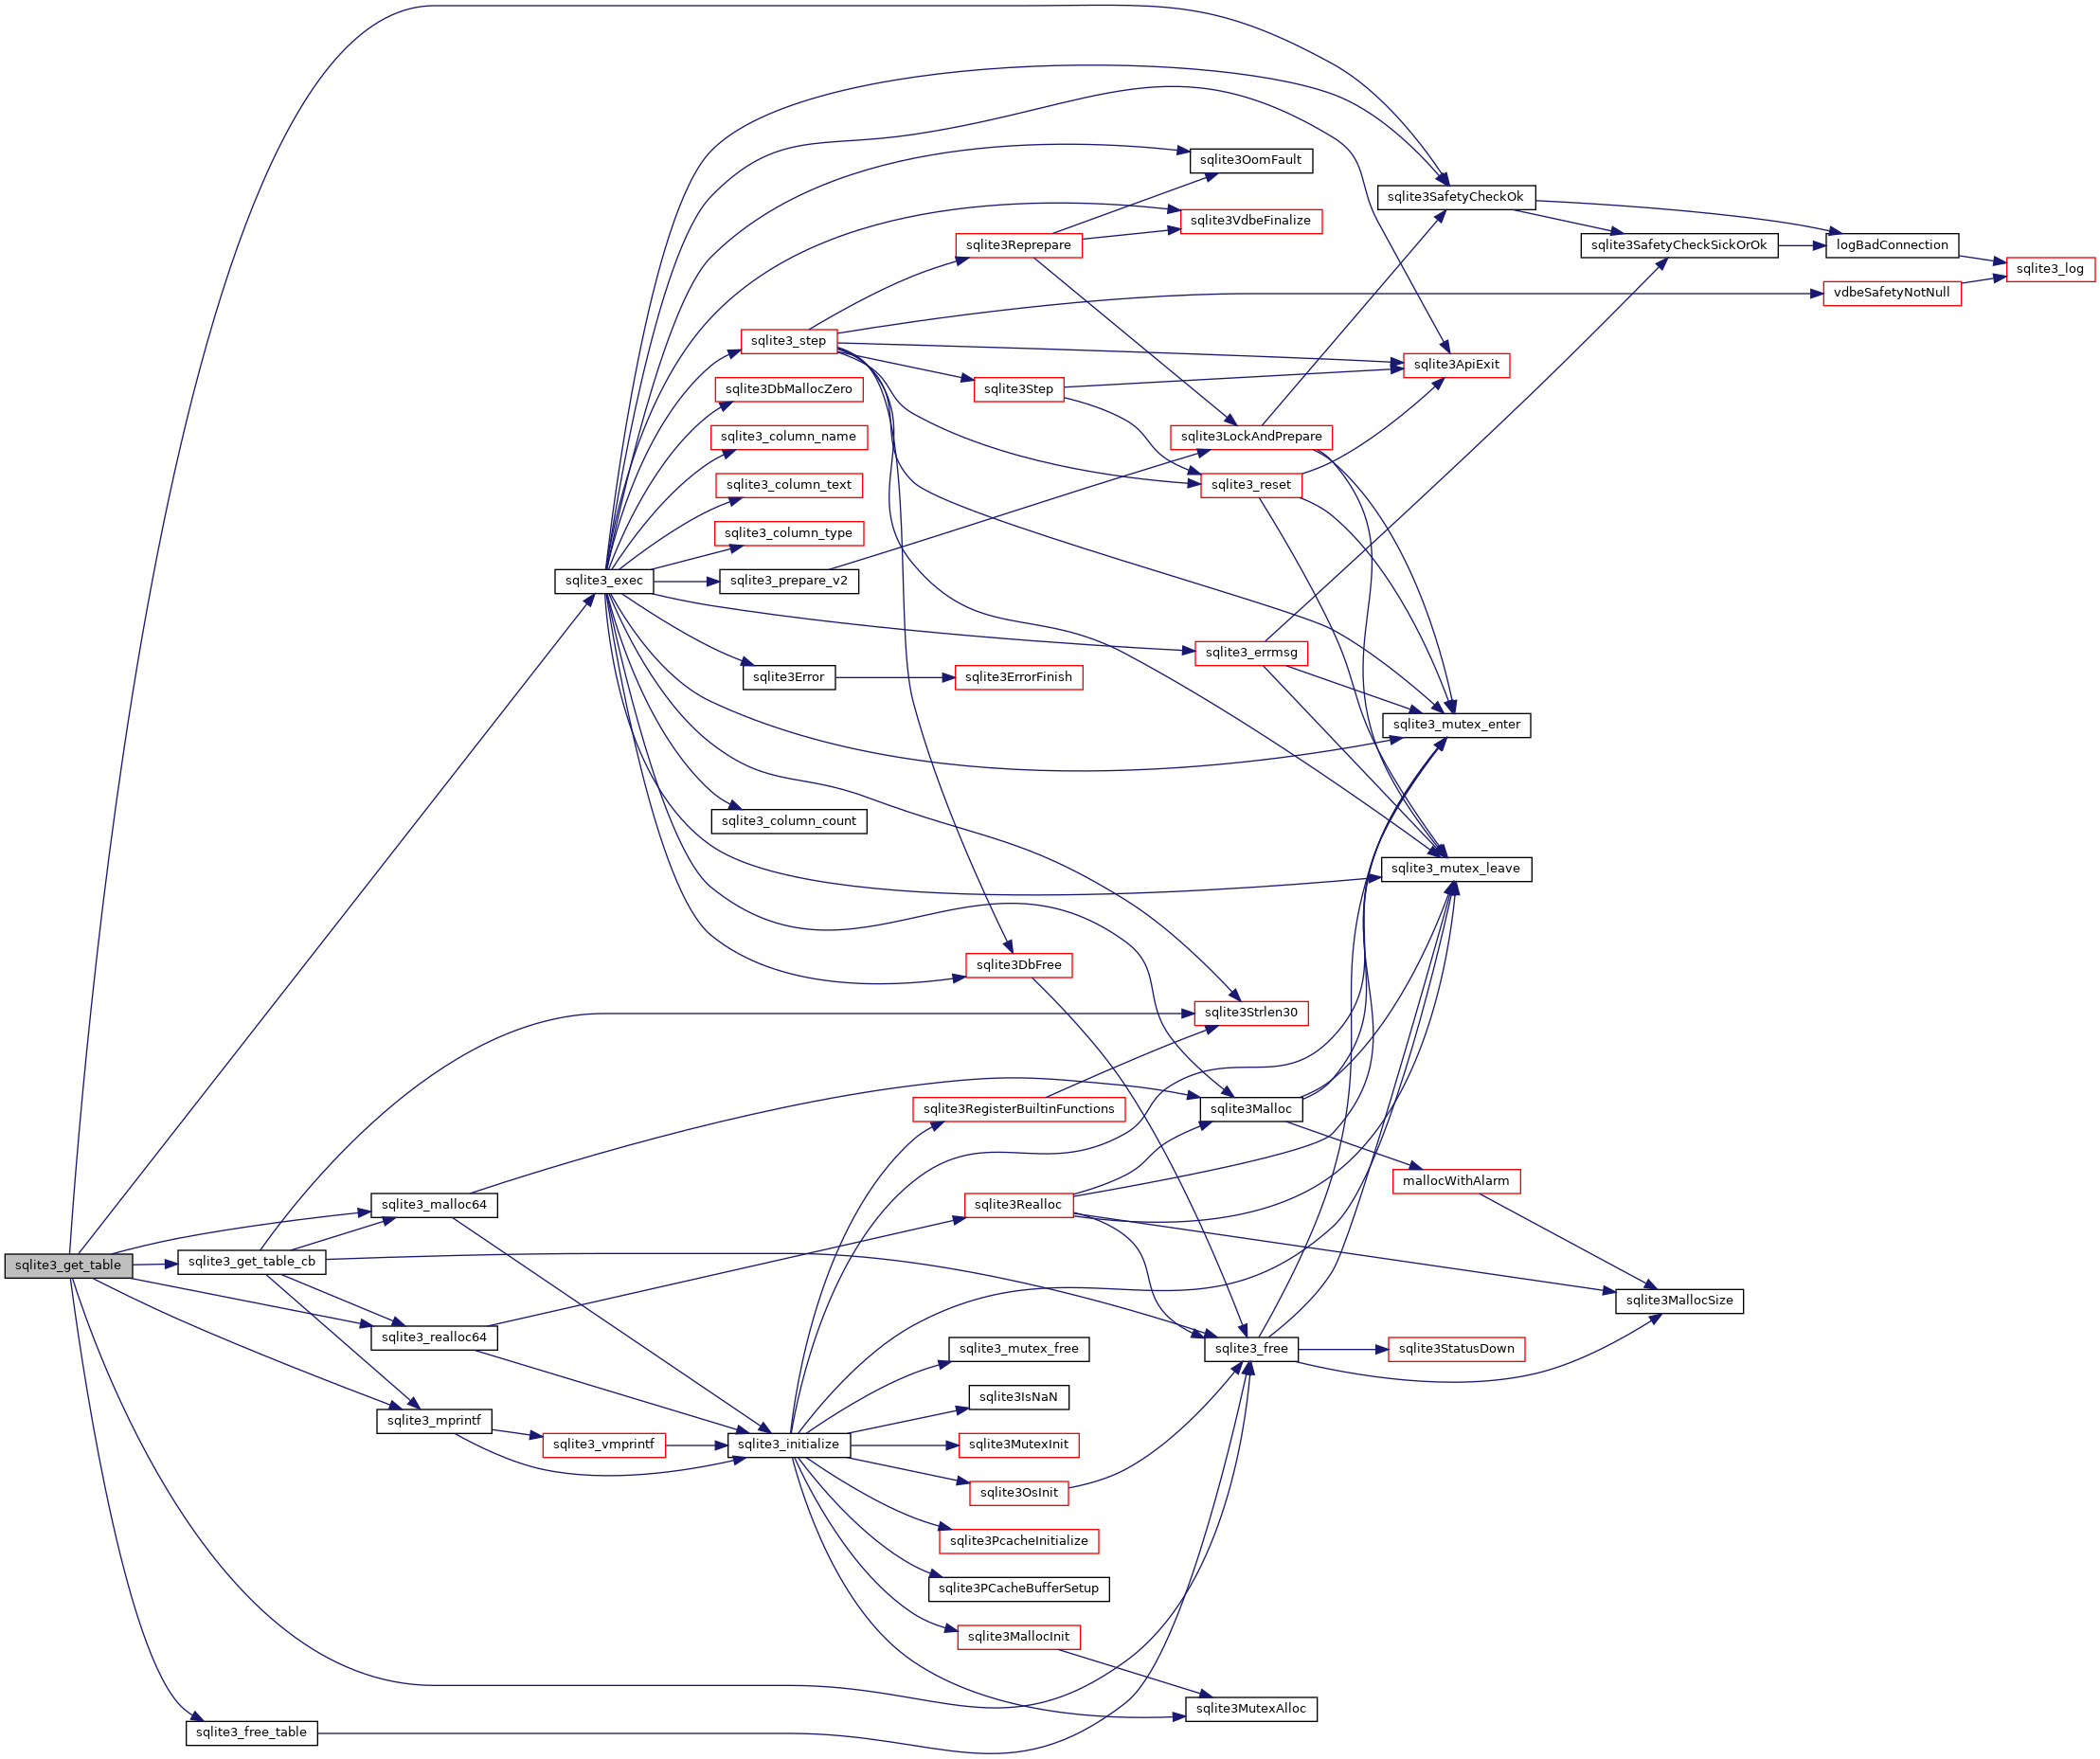 sqlite3OomFault
sqlite3SafetyCheckOk
sqlite3VdbeFinalize
sqlite3Reprepare
sqlite3SafetyCheckSickOrOk
logBadConnection
sqlite3_log
vdbeSafetyNotNull
sqlite3_step
sqlite3ApiExit
sqlite3DbMallocZero
sqlite3Step
sqlite3_column_name
sqlite3LockAndPrepare
sqlite3_column_text
sqlite3_reset
sqlite3_column_type
sqlite3_exec
sqlite3_prepare_v2
sqlite3_errmsg
sqlite3Error
sqlite3ErrorFinish
sqlite3_mutex_enter
sqlite3_column_count
sqlite3_mutex_leave
sqlite3DbFree
sqlite3Strlen30
sqlite3RegisterBuiltinFunctions
sqlite3Malloc
mallocWithAlarm
sqlite3_malloc64
sqlite3Realloc
sqlite3_get_table
sqlite3_get_table_cb
sqlite3MallocSize
sqlite3_realloc64
sqlite3_mutex_free
sqlite3_free
sqlite3StatusDown
sqlite3IsNaN
sqlite3_mprintf
sqlite3_vmprintf
sqlite3_initialize
sqlite3MutexInit
sqlite3OsInit
sqlite3PcacheInitialize
sqlite3PCacheBufferSetup
sqlite3MallocInit
sqlite3MutexAlloc
sqlite3_free_table